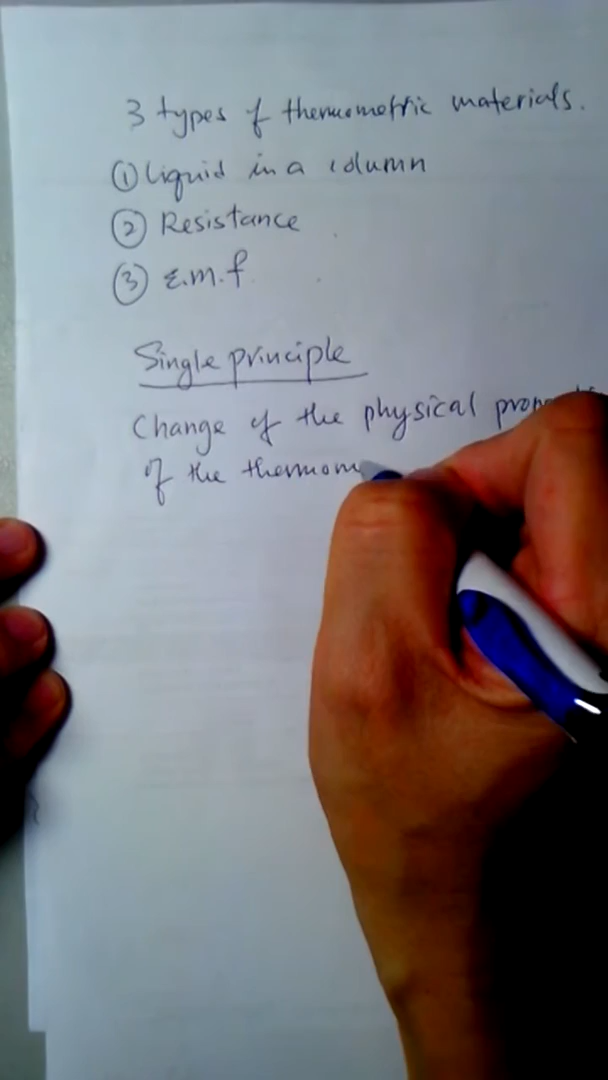 3 types of thermometric materials.
① Liquid in a column
② Resistance
③ E.m.f
Single principle
Change of the physical
of the thermom